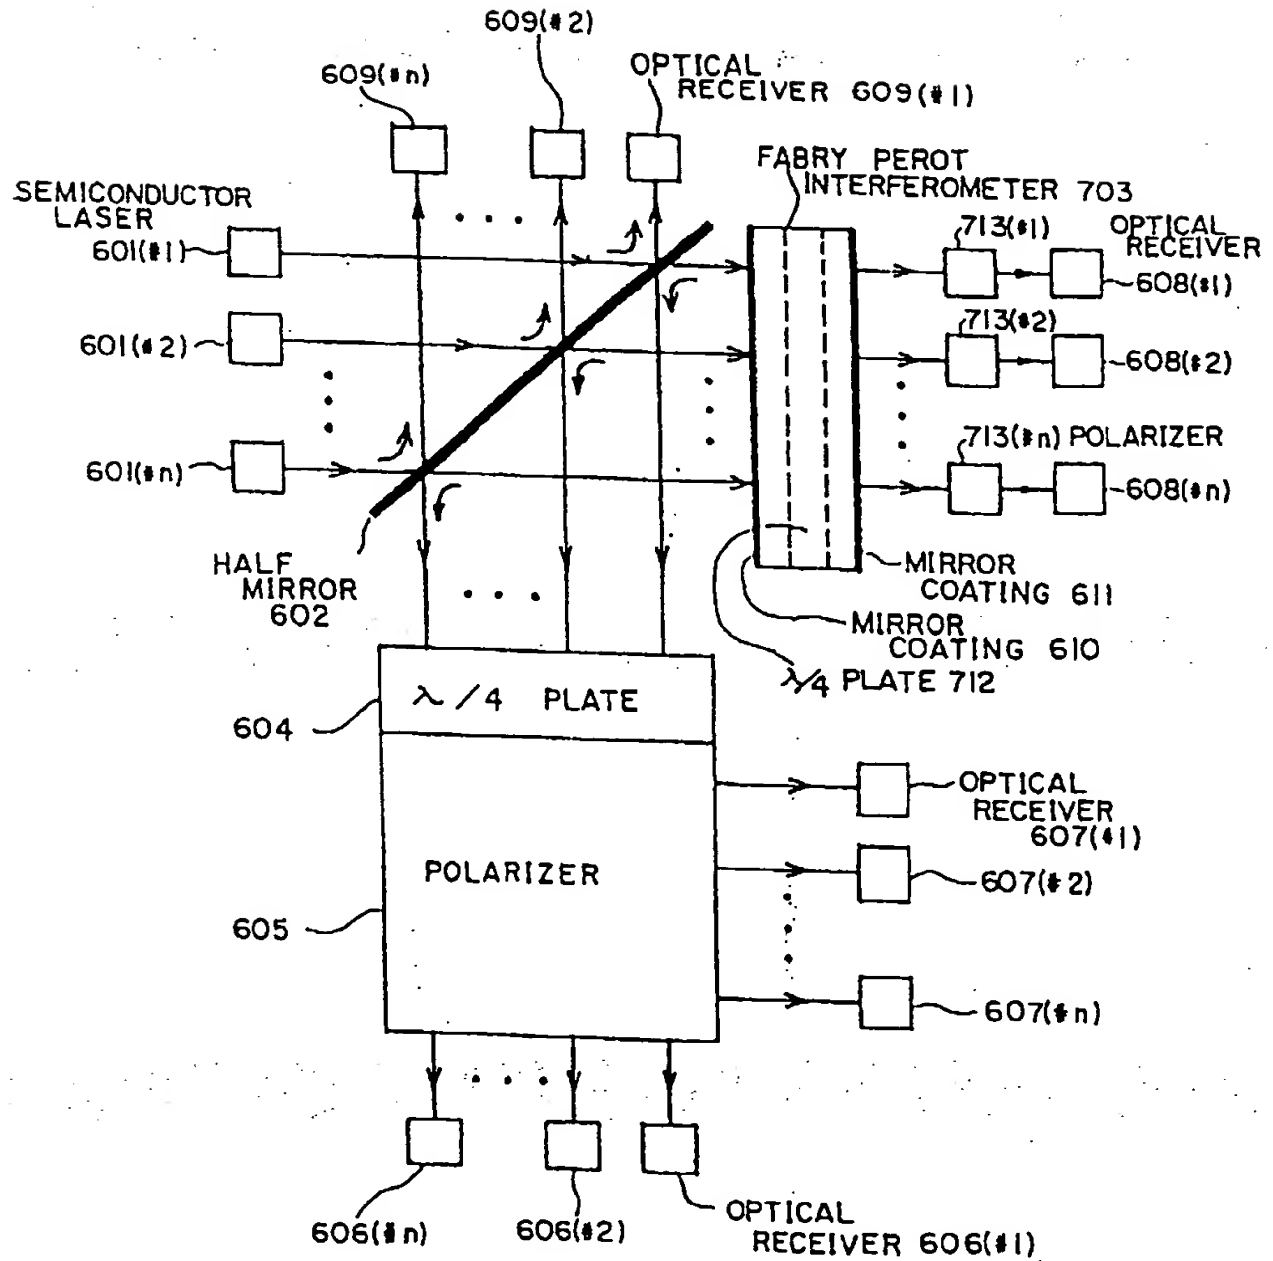 609(#2)
609(#n)
OPTICAL
RECEIVER 609(#1)
FABRY PEROT
INTERFEROMETER 703
SEMICONDUCTOR
LASER
601(#1)
713(#1)
OPTICAL
RECEIVER
608(#1)
601(#2)
713(#2)
608(#2)
601(#n)
713(#n) POLARIZER
608(#n)
HALF
MIRROR
602
MIRROR
COATING 611
MIRROR
COATING 610
λ/4 PLATE 712
λ/4 PLATE
604
OPTICAL
RECEIVER
607(#1)
POLARIZER
607(#2)
605
607(#n)
606(#n)
606(#2)
OPTICAL
RECEIVER 606(#1)